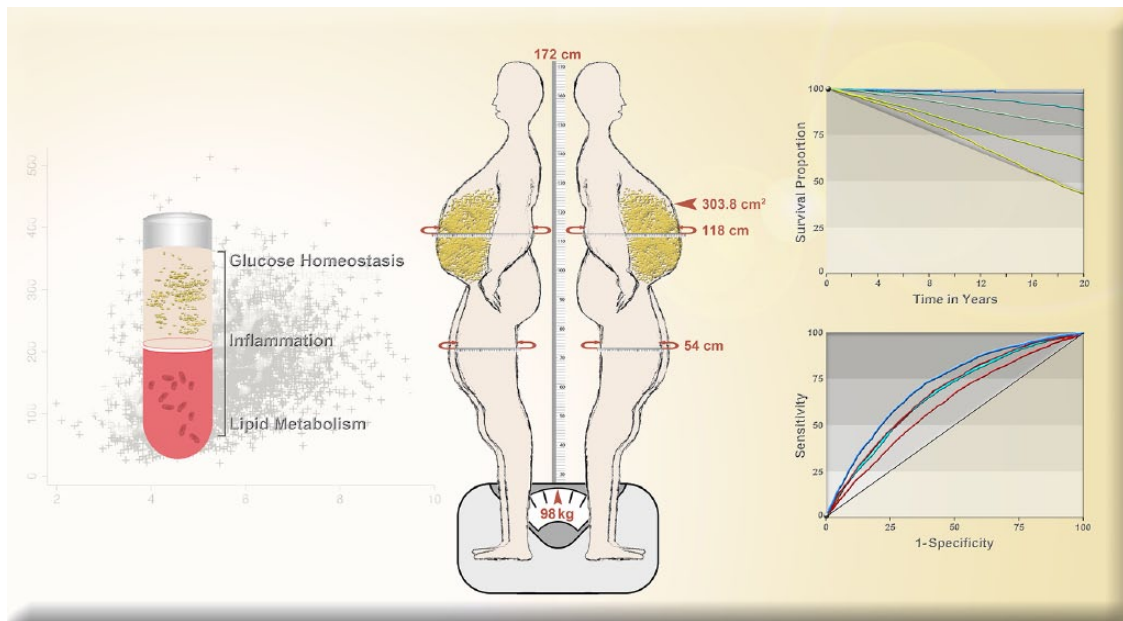 500
400
300
200
100
0
2
4
6
8
10
Glucose Homeostasis
Inflammation
Lipid Metabolism
172 cm
303.8 cm²
118 cm
54 cm
98 kg
Survival Proportion
100
75
50
25
0
0
4
8
12
16
20
Time in Years
Sensitivity
100
75
50
25
0
0
25
50
75
100
1-Specificity